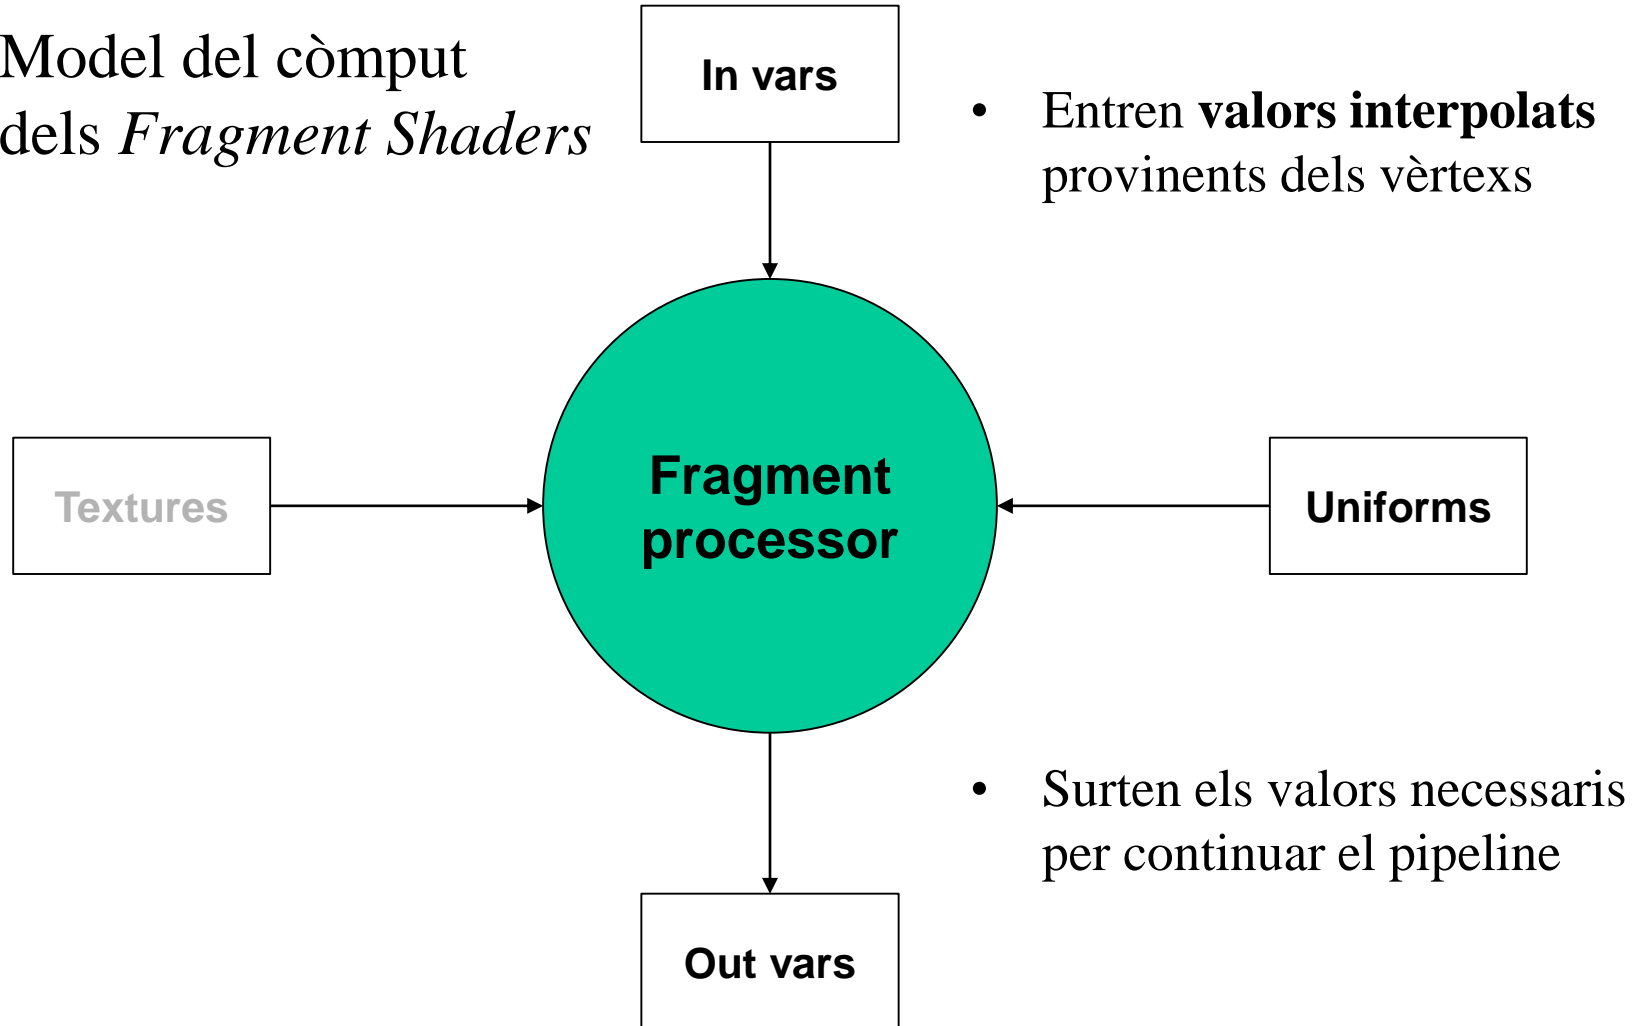 Model del còmput
dels Fragment Shaders
In vars
• Entren valors interpolats
provinents dels vèrtexs
Textures
Fragment
processor
Uniforms
• Surten els valors necessaris
per continuar el pipeline
Out vars